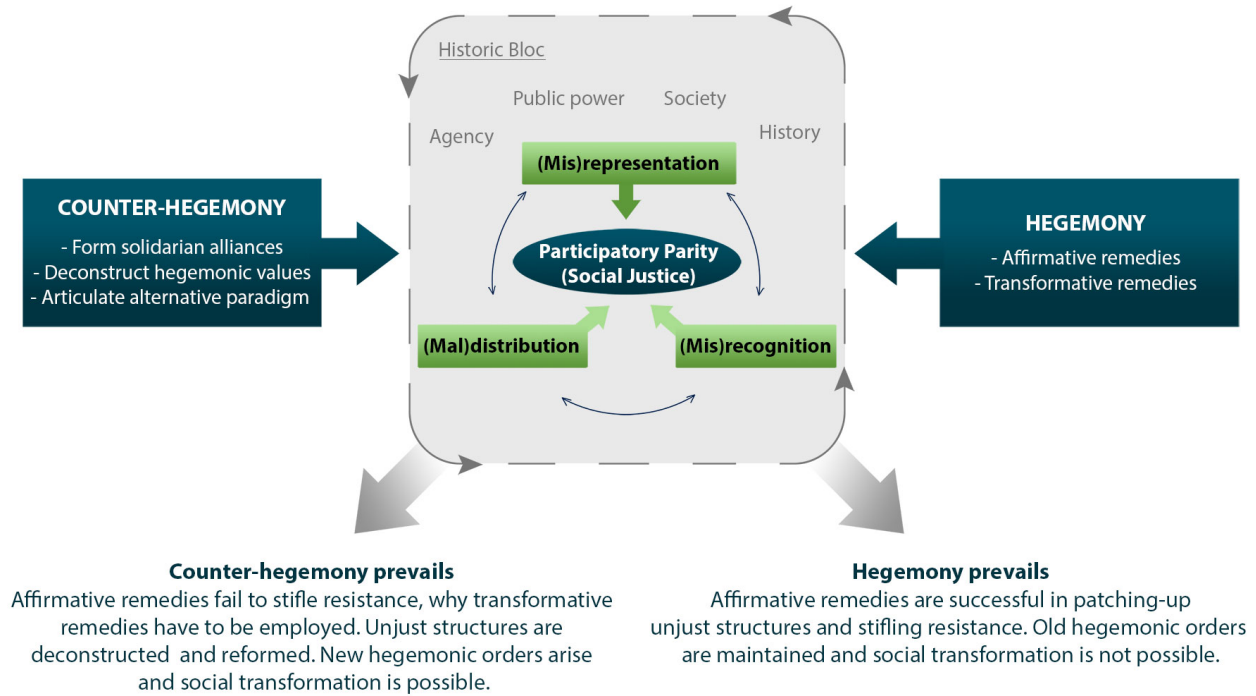 Historic Bloc
Public power
Society
Agency
History
(Mis)representation
COUNTER-HEGEMONY
- Form solidarian alliances
- Deconstruct hegemonic values
- Articulate alternative paradigm
Participatory Parity
(Social Justice)
HEGEMONY
- Affirmative remedies
- Transformative remedies
(Mal)distribution
(Mis)recognition
Counter-hegemony prevails
Affirmative remedies fail to stifle resistance, why transformative
remedies have to be employed. Unjust structures are
deconstructed and reformed. New hegemonic orders arise
and social transformation is possible.
Hegemony prevails
Affirmative remedies are successful in patching-up
unjust structures and stifling resistance. Old hegemonic orders
are maintained and social transformation is not possible.